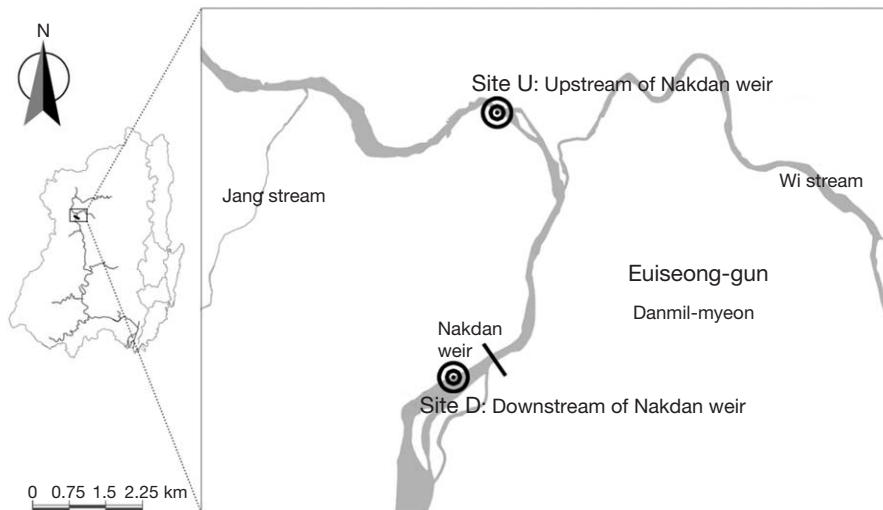 N
Site U: Upstream of Nakdan weir
Jang stream
Wi stream
Euiseong-gun
Danmil-myeon
Nakdan
weir
Site D: Downstream of Nakdan weir
0 0.75 1.5 2.25 km